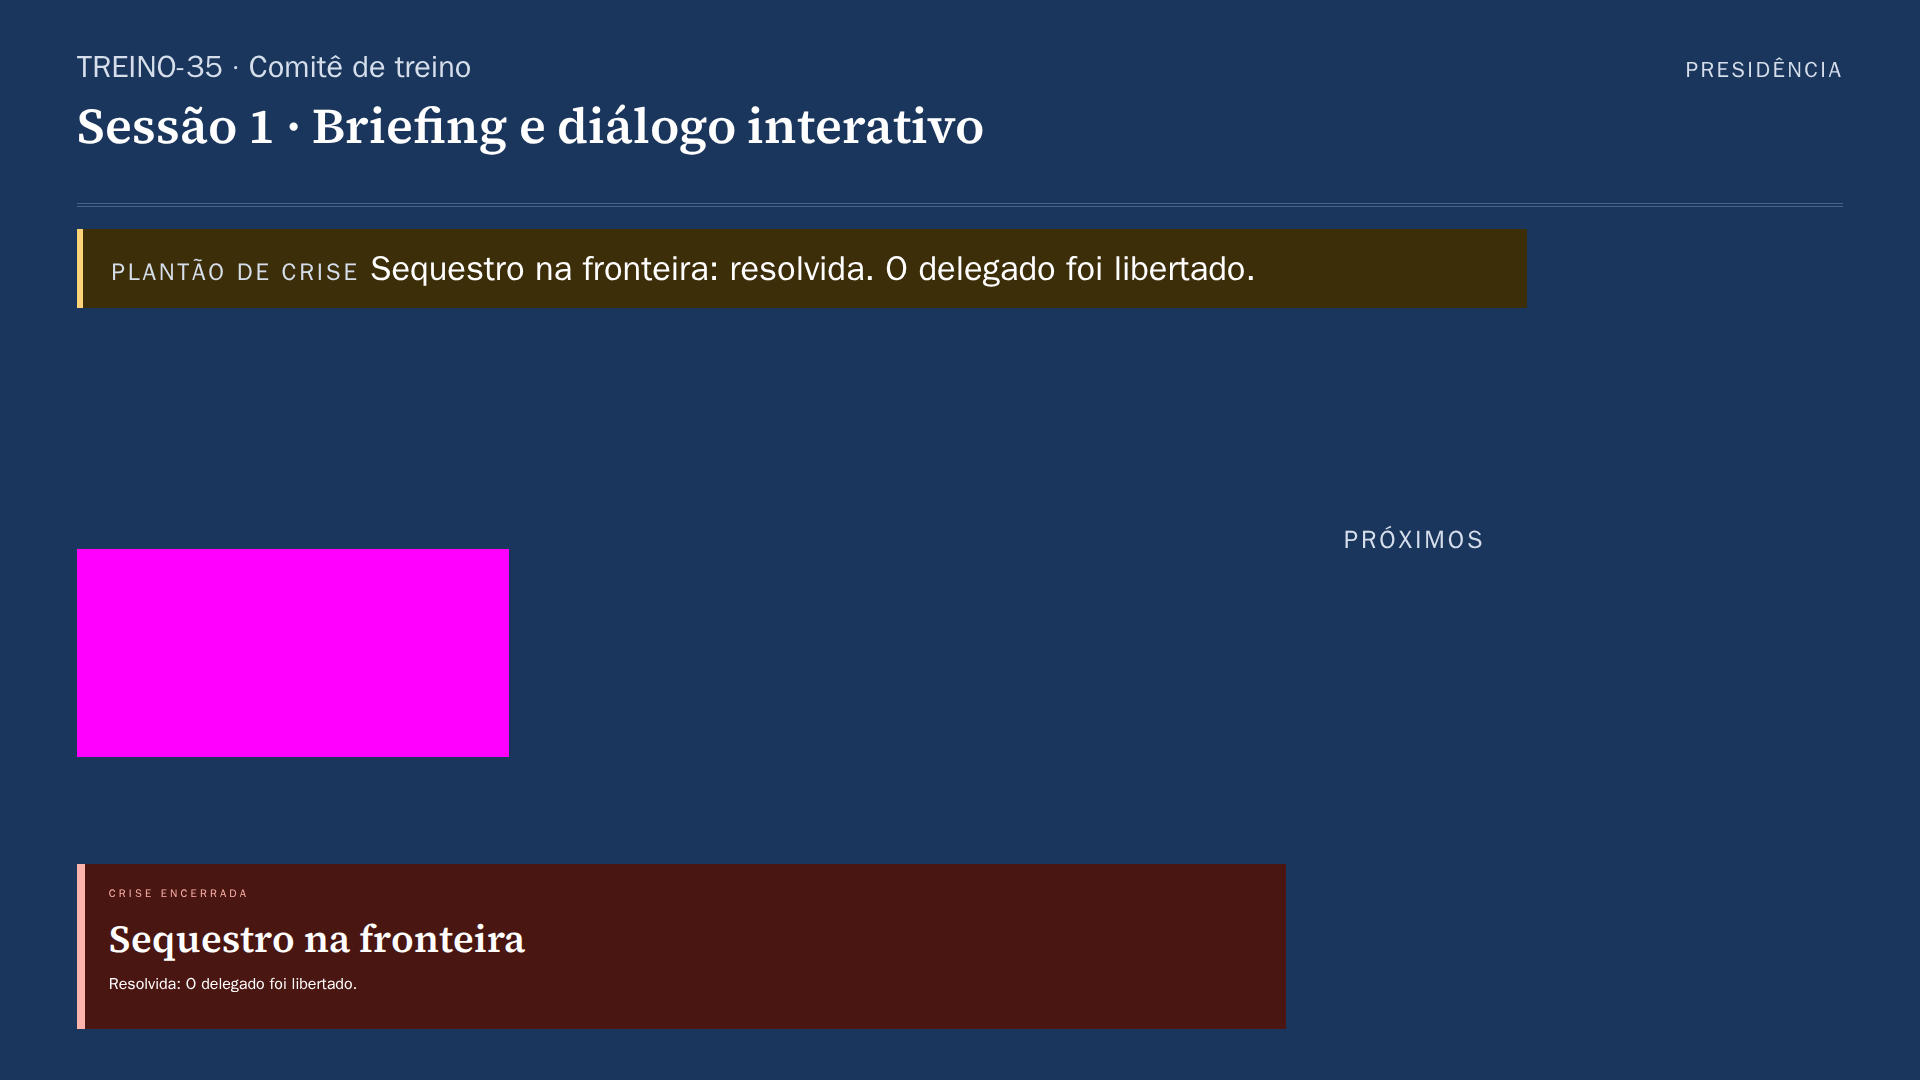 TREINO-35 · Comitê de treino
PRESIDÊNCIA
Sessão 1 · Briefing e diálogo interativo
PLANTÃO DE CRISE Sequestro na fronteira: resolvida. O delegado foi libertado.
PRÓXIMOS
CRISE ENCERRADA
Sequestro na fronteira
Resolvida: O delegado foi libertado.